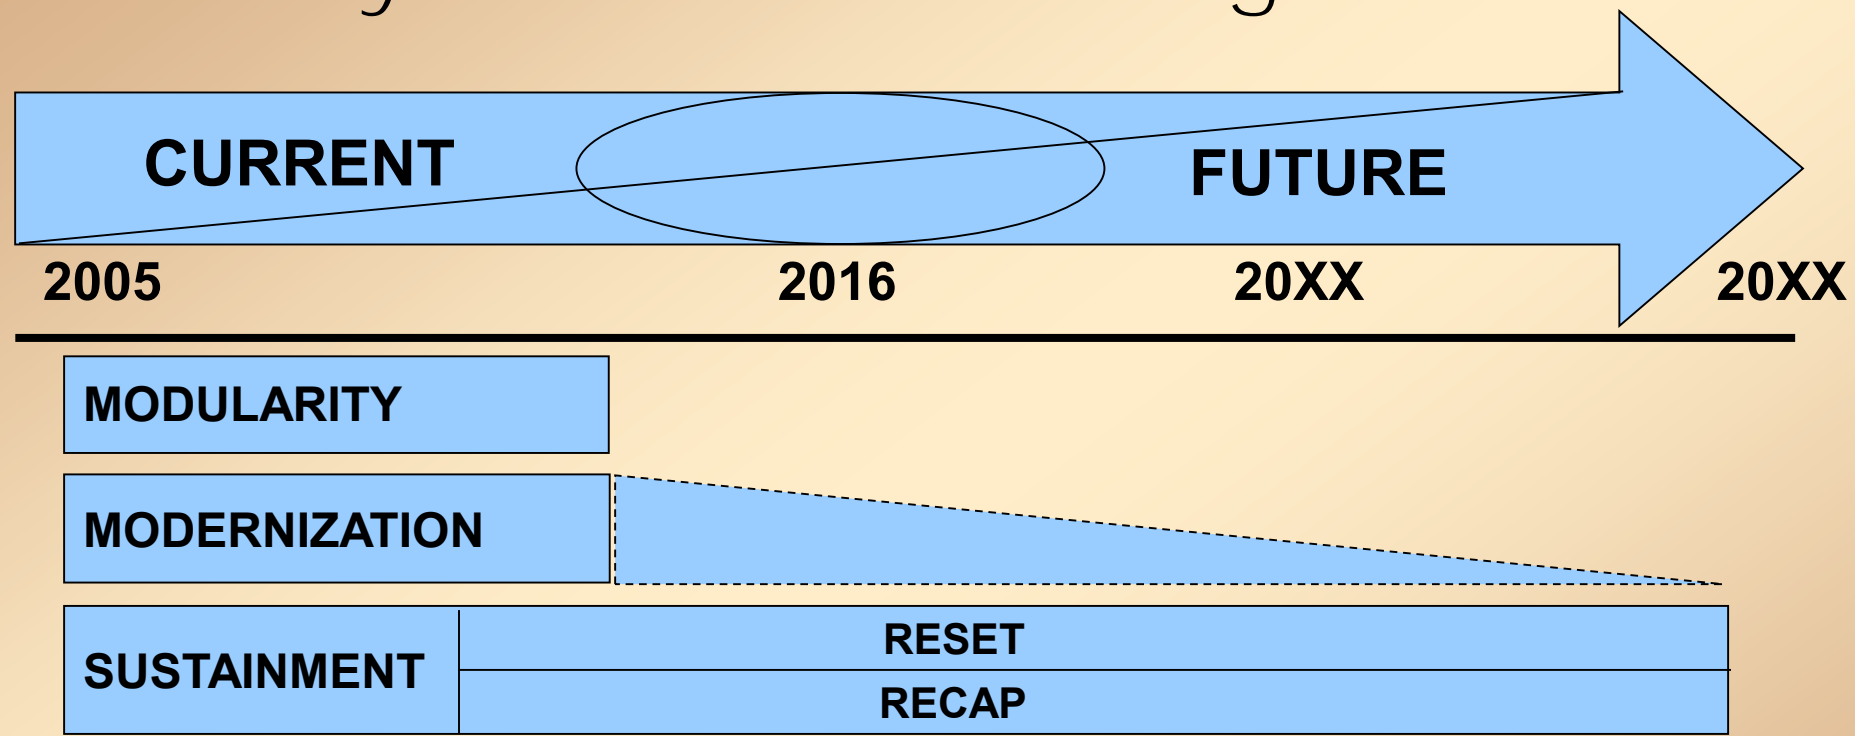 CURRENT
FUTURE
2005 2016 20XX 20XX
MODULARITY
MODERNIZATION
SUSTAINMENT
RESET
RECAP